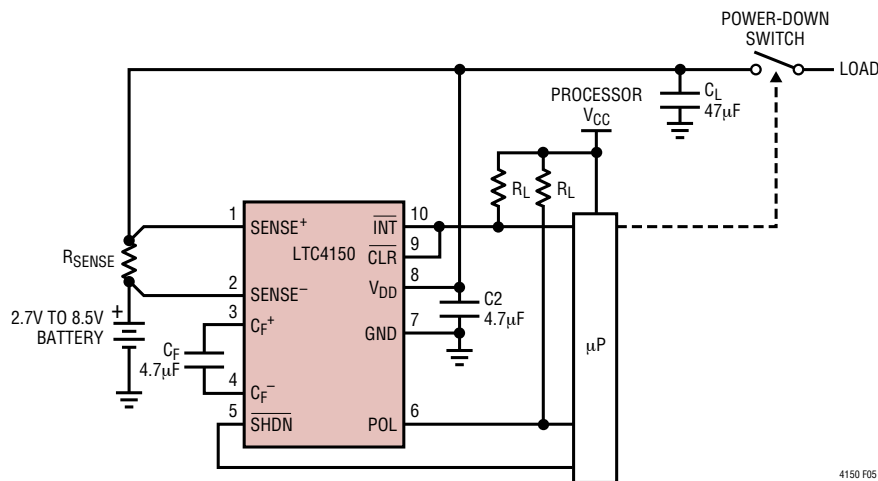 POWER-DOWN
SWITCH
LOAD
PROCESSOR
VCC
CL
47µF
RL
RL
1
SENSE+
INT
10
LTC4150
CLR
9
RSENSE
VDD
8
2
SENSE−
C2
4.7µF
2.7V TO 8.5V
BATTERY
+
3
CF+
GND
7
µP
CF
4.7µF
4
CF−
5
SHDN
POL
6
4150 F05